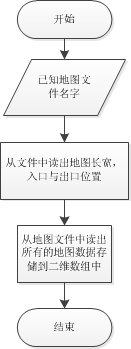 开始
已知地图文
件名字
从文件中读出地图长宽，
入口与出口位置
从地图文件中读出
所有的地图数据存
储到二维数组中
结束